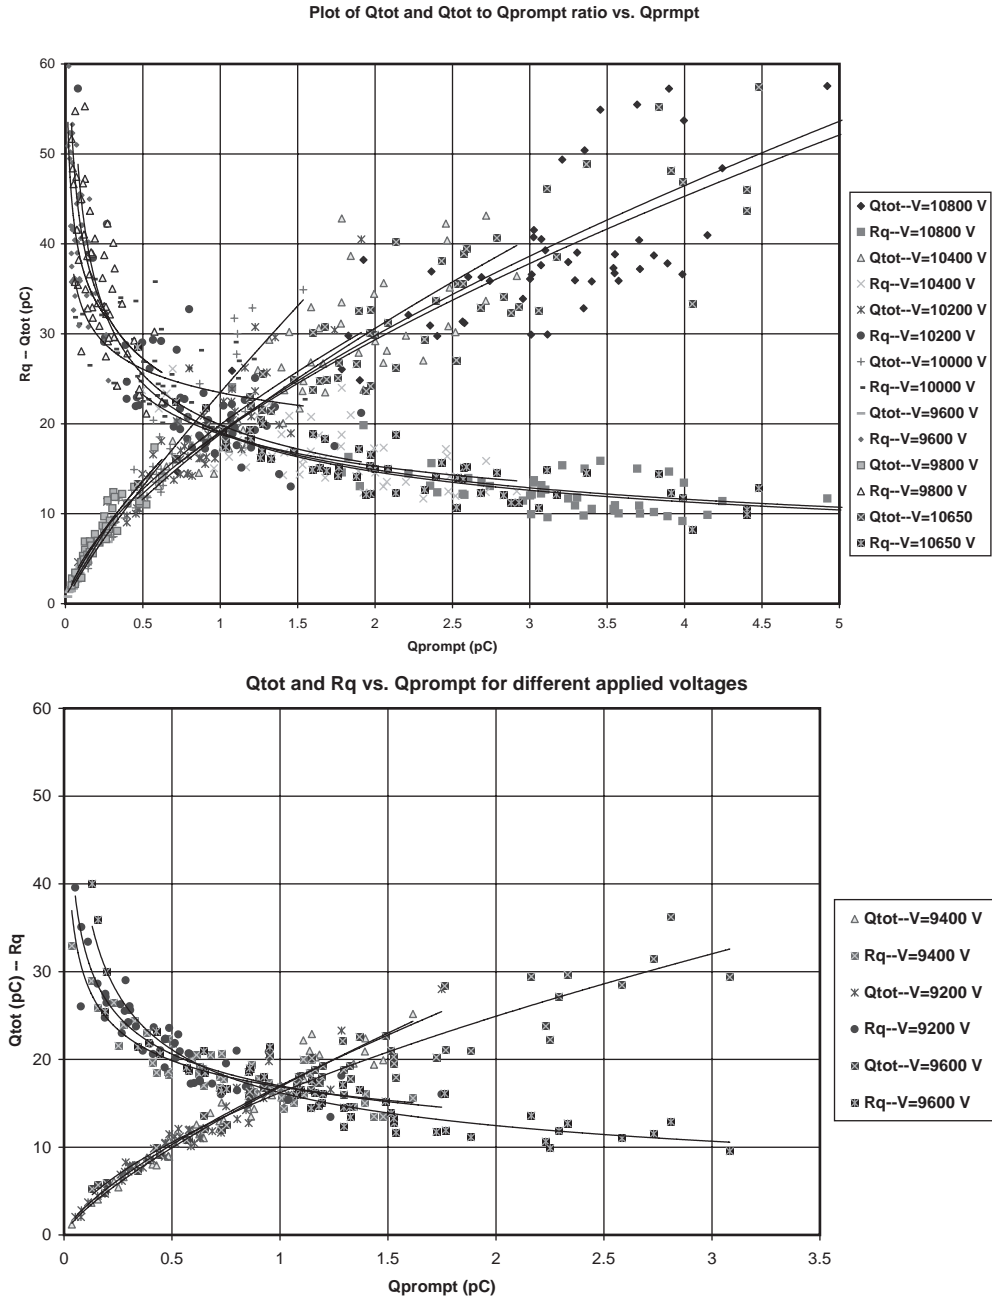 Plot of Qtot and Qtot to Qprompt ratio vs. Qprmpt
60
50
40
30
20
10
0
Rq – Qtot (pC)
0 0.5 1 1.5 2 2.5 3 3.5 4 4.5 5
Qprompt (pC)
Qtot--V=10800 V
Rq--V=10800 V
Qtot--V=10400 V
Rq--V=10400 V
Qtot--V=10200 V
Rq--V=10200 V
Qtot--V=10000 V
Rq--V=10000 V
Qtot--V=9600 V
Rq--V=9600 V
Qtot--V=9800 V
Rq--V=9800 V
Qtot--V=10650
Rq--V=10650 V
Qtot and Rq vs. Qprompt for different applied voltages
60
50
40
30
20
10
0
Qtot (pC) – Rq
0 0.5 1 1.5 2 2.5 3 3.5
Qprompt (pC)
Qtot--V=9400 V
Rq--V=9400 V
Qtot--V=9200 V
Rq--V=9200 V
Qtot--V=9600 V
Rq--V=9600 V